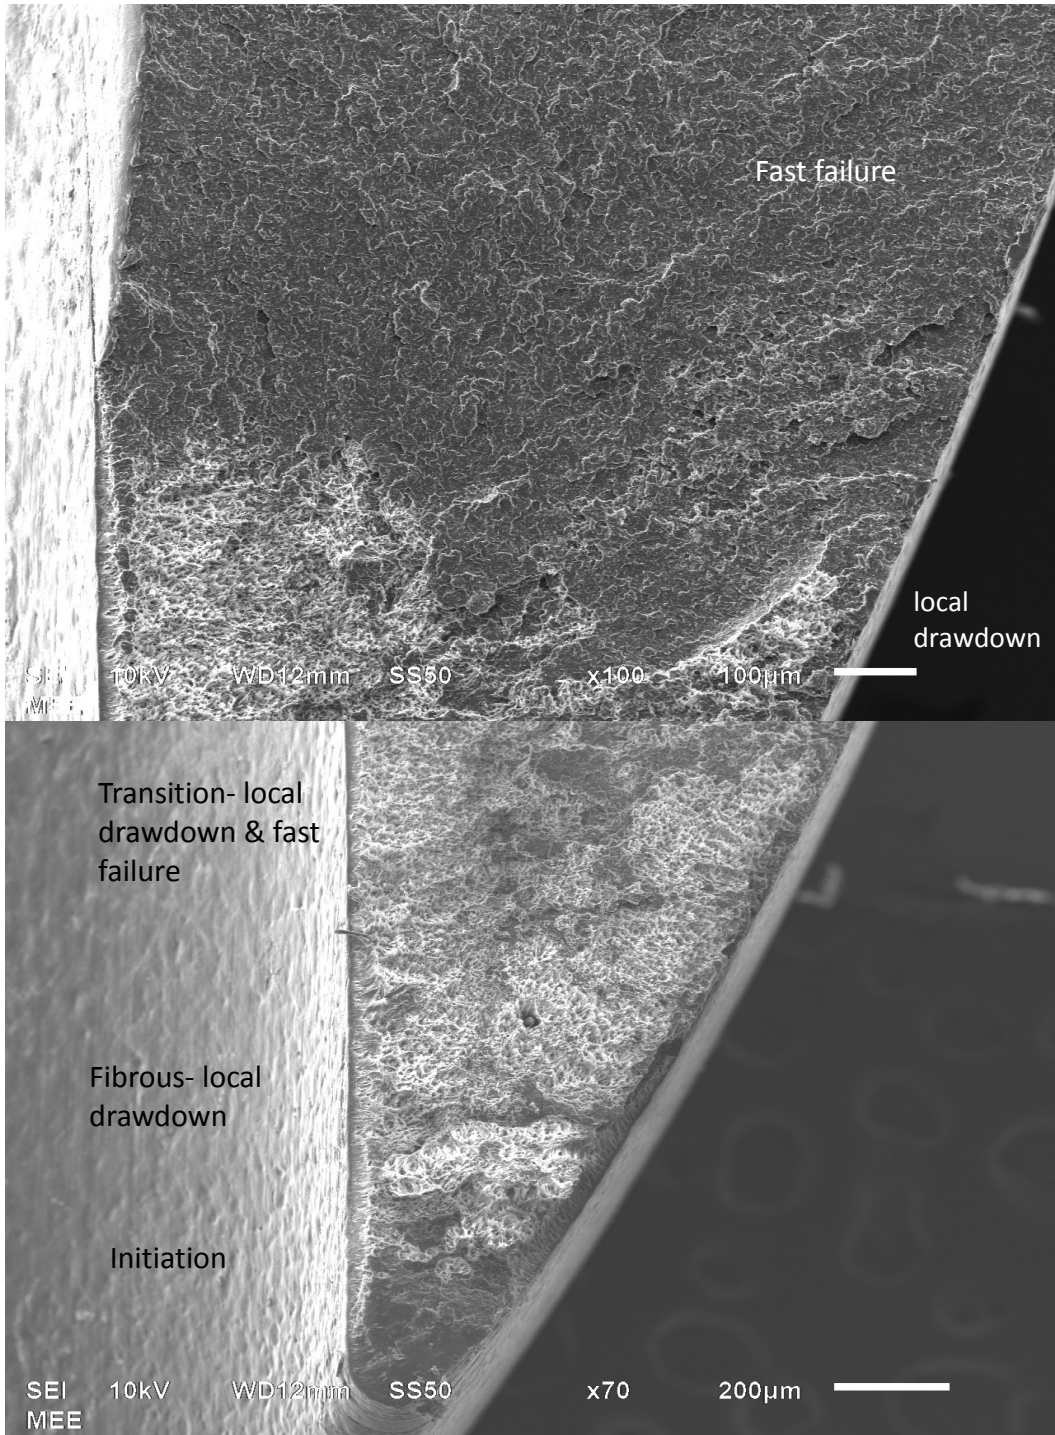 Fast failure
local
drawdown
SEI 10kV WD12mm SS50 x100 100µm
MEE
Transition- local
drawdown & fast
failure
Fibrous- local
drawdown
Initiation
SEI 10kV WD12mm SS50 x70 200µm
MEE